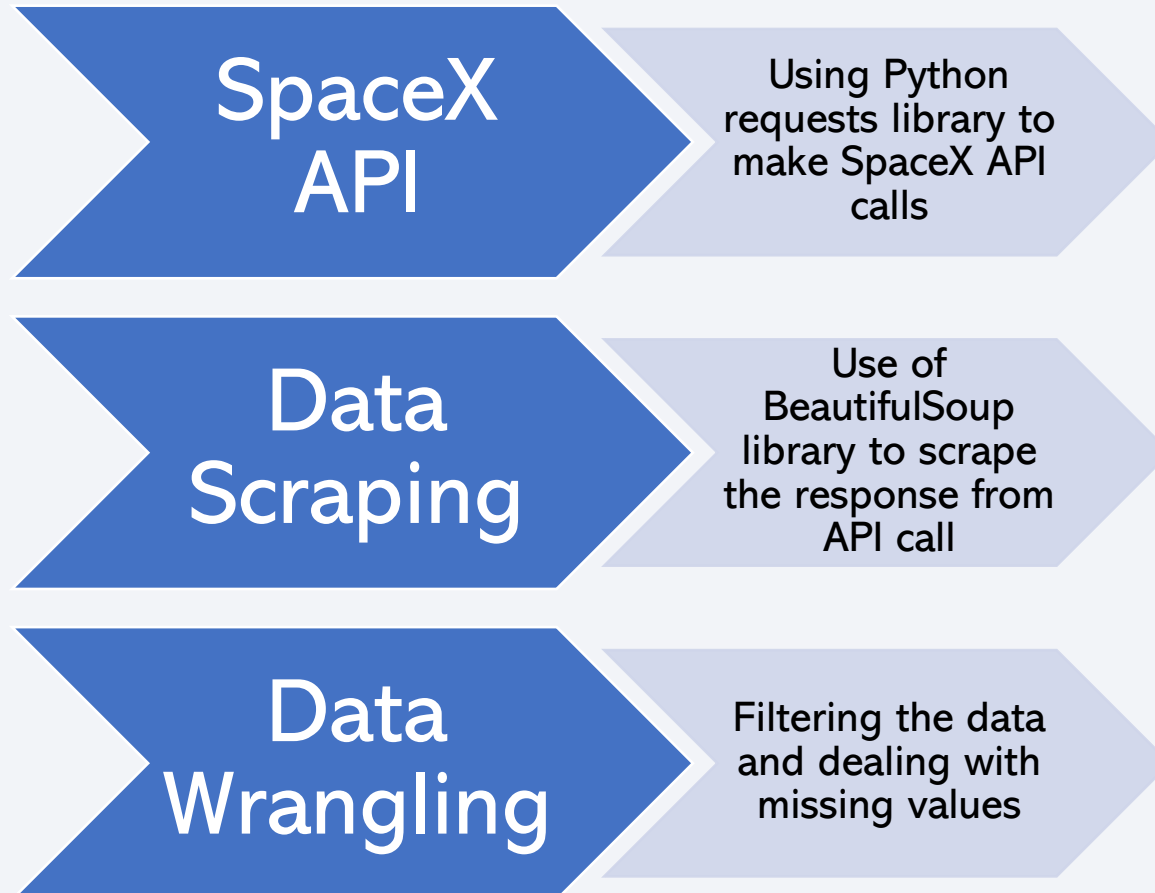 SpaceX
API
Using Python
requests library to
make SpaceX API
calls
Data
Scraping
Use of
BeautifulSoup
library to scrape
the response from
API call
Data
Wrangling
Filtering the data
and dealing with
missing values